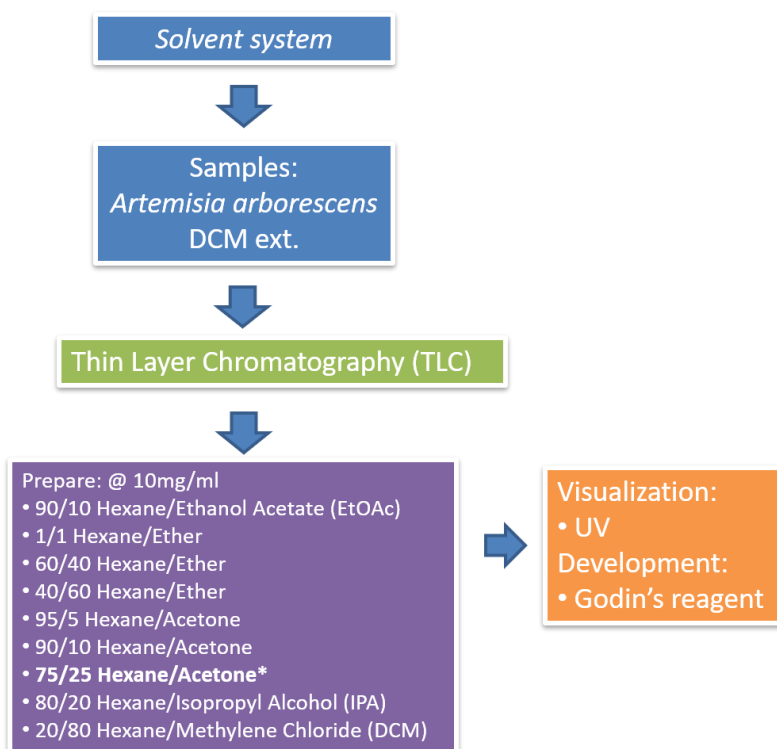 Solvent system
Samples:
Artemisia arborescens
DCM ext.
Thin Layer Chromatography (TLC)
Prepare: @ 10mg/ml
• 90/10 Hexane/Ethanol Acetate (EtOAc)
• 1/1 Hexane/Ether
• 60/40 Hexane/Ether
• 40/60 Hexane/Ether
• 95/5 Hexane/Acetone
• 90/10 Hexane/Acetone
• 75/25 Hexane/Acetone*
• 80/20 Hexane/Isopropyl Alcohol (IPA)
• 20/80 Hexane/Methylene Chloride (DCM)
Visualization:
• UV
Development:
• Godin's reagent